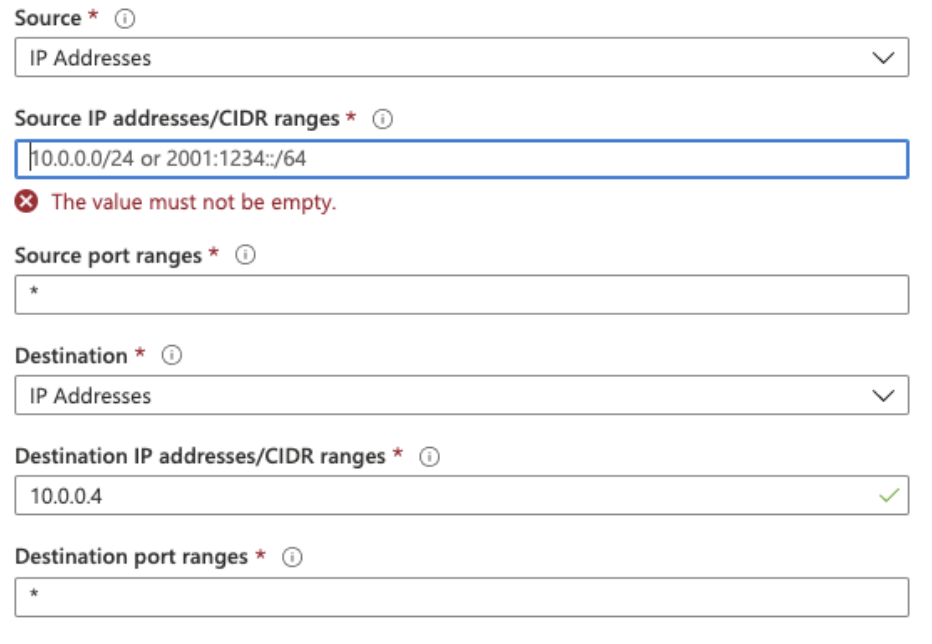 Source *
IP Addresses
Source IP addresses/CIDR ranges *
10.0.0.0/24 or 2001:1234::/64
The value must not be empty.
Source port ranges *
*
Destination *
IP Addresses
Destination IP addresses/CIDR ranges *
10.0.0.4
Destination port ranges *
*